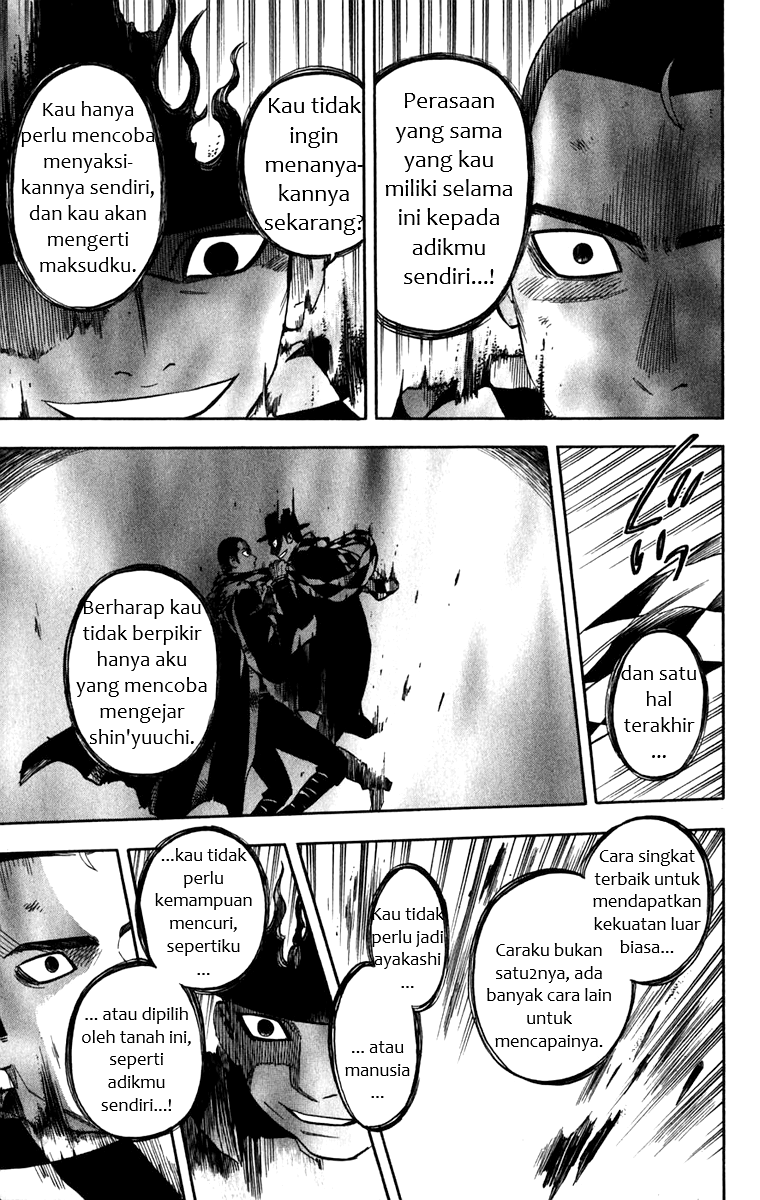 Perasaan
yang sama
yang kau
miliki selama
ini kepada
adikmu
sendiri...!
Kau tidak
ingin
menanya-
kannya
sekarang?
Kau hanya
perlu mencoba
menyaksi-
kannya sendiri,
dan kau akan
mengerti
maksudku.
dan satu
hal
terakhir
...
Berharap kau
tidak berpikir
hanya aku
yang mencoba
mengejar
shin'yuuchi.
Cara singkat
terbaik untuk
mendapatkan
kekuatan luar
biasa...
Caraku bukan
satu2nya, ada
banyak cara lain
untuk
mencapainya.
Kau tidak
perlu jadi
ayakashi
...
... atau
manusia
...
...kau tidak
perlu
kemampuan
mencuri,
sepertiku
...
... atau dipilih
oleh tanah ini,
seperti
adikmu
sendiri...!